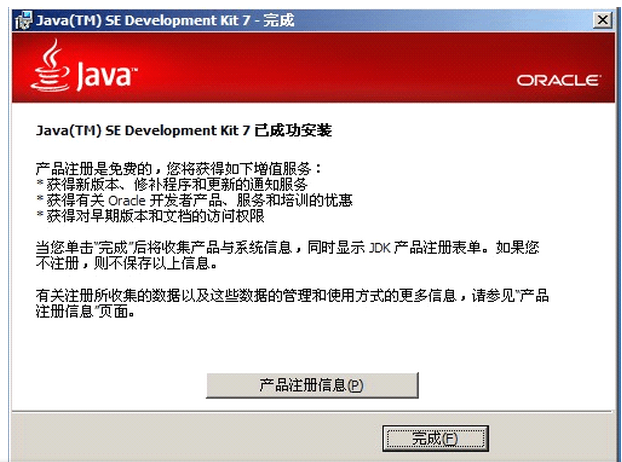 Java(TM) SE Development Kit 7 - 完成
Java™
ORACLE®
Java(TM) SE Development Kit 7 已成功安装
产品注册是免费的，您将获得如下增值服务：
* 获得新版本、修补程序和更新的通知服务
* 获得有关 Oracle 开发者产品、服务和培训的优惠
* 获得对早期版本和文档的访问权限
当您单击“完成”后将收集产品与系统信息，同时显示 JDK 产品注册表单。如果您
不注册，则不保存以上信息。
有关注册所收集的数据以及这些数据的管理和使用方式的更多信息，请参见“产品
注册信息”页面。
产品注册信息(P)
完成(F)